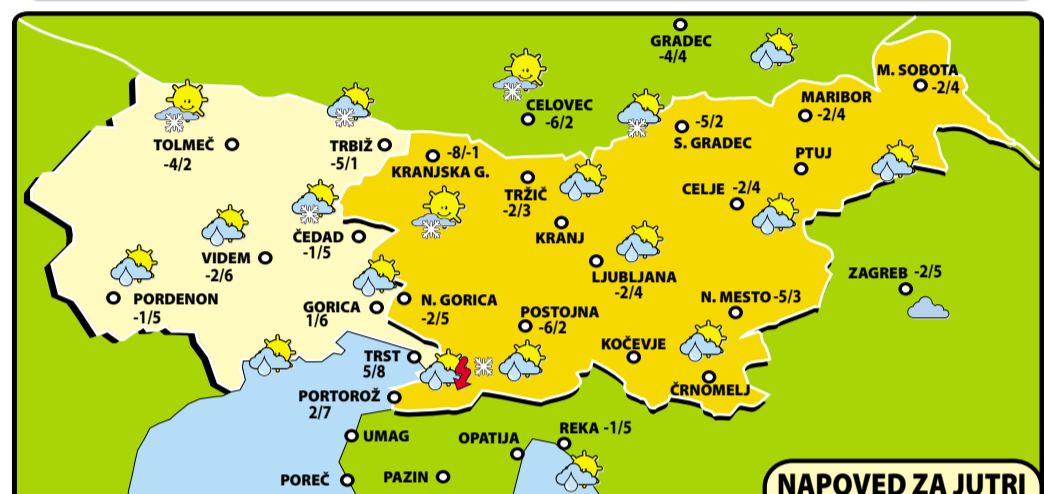 GRADEC
-4/4
M. SOBOTA
-2/4
CELOVEC
-6/2
MARIBOR
-2/4
TOLMEČ
-4/2
TRBIŽ
-5/1
-8/-1
KRANJSKA G.
-5/2
S. GRADEC
PTUJ
TRŽIČ
-2/3
CELJE -2/4
KRANJ
ČEDAD
-1/5
VIDEM
-2/6
LJUBLJANA
-2/4
ZAGREB -2/5
PORDENON
-1/5
GORICA
1/6
N. GORICA
-2/5
N. MESTO -5/3
POSTOJNA
-6/2
KOČEVJE
TRST
5/8
ČRNOMELJ
PORTOROŽ
2/7
UMAG
OPATIJA
REKA -1/5
POREČ
PAZIN
NAPOVED ZA JUTRI